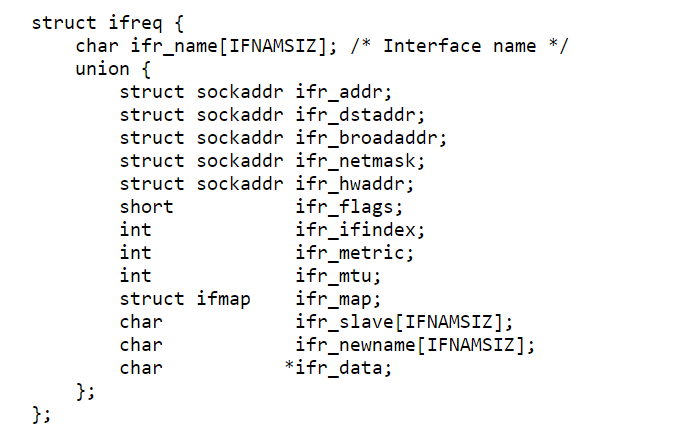 struct ifreq {
    char ifr_name[IFNAMSIZ]; /* Interface name */
    union {
        struct sockaddr ifr_addr;
        struct sockaddr ifr_dstaddr;
        struct sockaddr ifr_broadaddr;
        struct sockaddr ifr_netmask;
        struct sockaddr ifr_hwaddr;
        short           ifr_flags;
        int             ifr_ifindex;
        int             ifr_metric;
        int             ifr_mtu;
        struct ifmap    ifr_map;
        char            ifr_slave[IFNAMSIZ];
        char            ifr_newname[IFNAMSIZ];
        char           *ifr_data;
    };
};